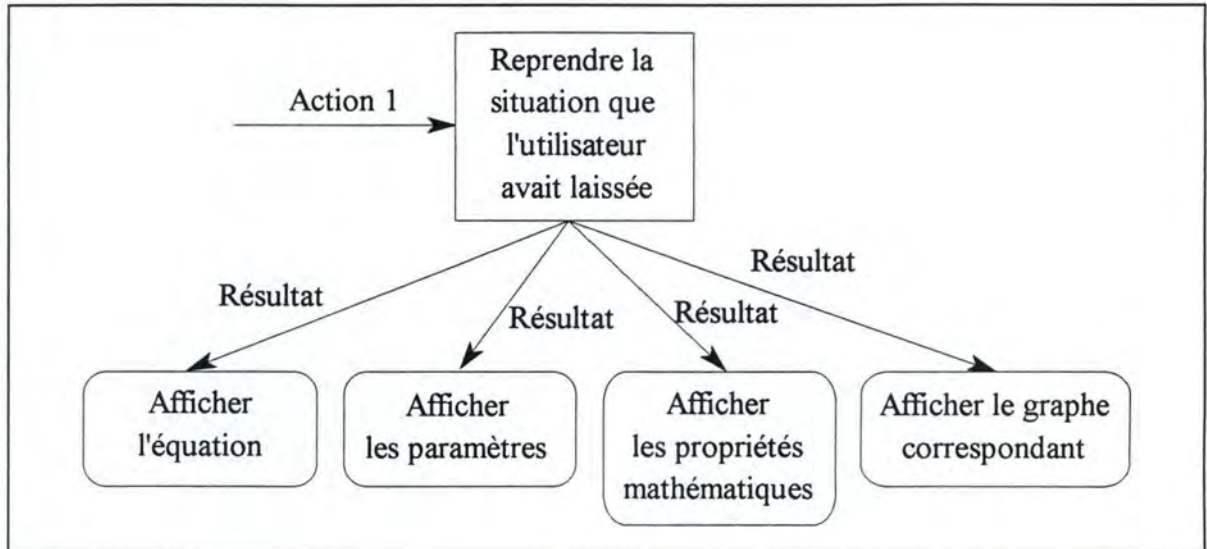 Reprendre la
situation que
l'utilisateur
avait laissée
Action 1
Résultat
Résultat
Résultat
Résultat
Afficher
l'équation
Afficher
les paramètres
Afficher
les propriétés
mathématiques
Afficher le graphe
correspondant